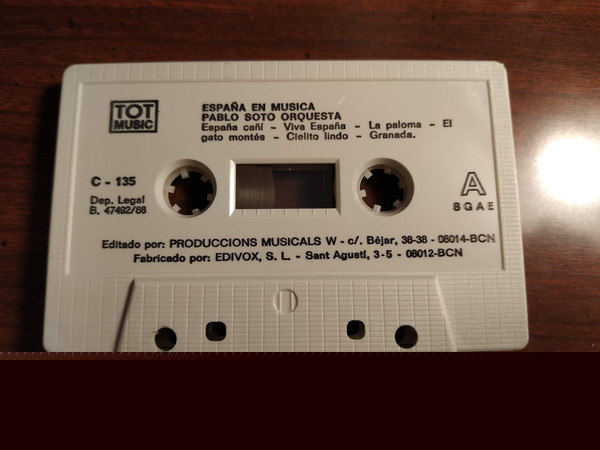 TOT
MUSIC
ESPAÑA EN MUSICA
PABLO SOTO ORQUESTA
España cañí - Viva España - La paloma - El
gato montés - Cielito lindo - Granada.
C - 135
Dep. Legal
B. 47492/88
A
SGAE
Editado por: PRODUCCIONS MUSICALS W - c/. Béjar, 36-38 - 08014-BCN
Fabricado por: EDIVOX, S. L. - Sant Agustí, 3-5 - 08012-BCN